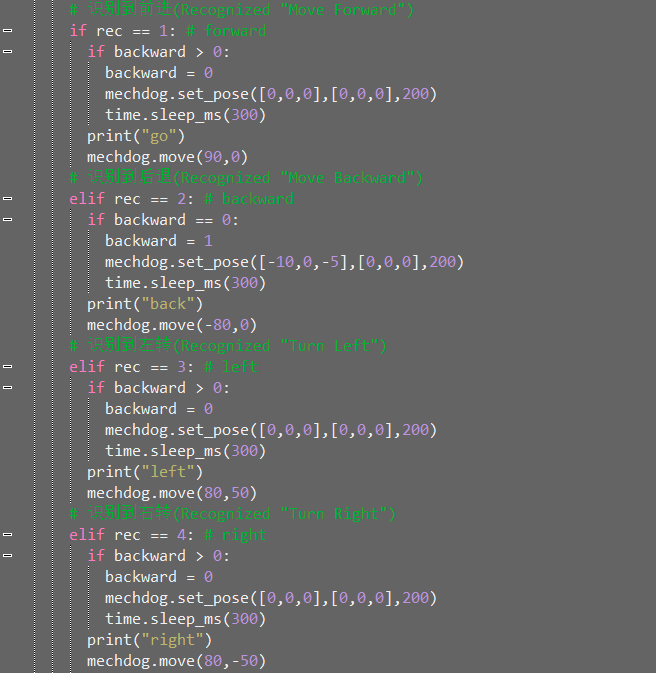 # 识别到前进(Recognized "Move Forward")
if rec == 1: # forward
if backward > 0:
backward = 0
mechdog.set_pose([0,0,0],[0,0,0],200)
time.sleep_ms(300)
print("go")
mechdog.move(90,0)
# 识别到后退(Recognized "Move Backward")
elif rec == 2: # backward
if backward == 0:
backward = 1
mechdog.set_pose([-10,0,-5],[0,0,0],200)
time.sleep_ms(300)
print("back")
mechdog.move(-80,0)
# 识别到左转(Recognized "Turn Left")
elif rec == 3: # left
if backward > 0:
backward = 0
mechdog.set_pose([0,0,0],[0,0,0],200)
time.sleep_ms(300)
print("left")
mechdog.move(80,50)
# 识别到右转(Recognized "Turn Right")
elif rec == 4: # right
if backward > 0:
backward = 0
mechdog.set_pose([0,0,0],[0,0,0],200)
time.sleep_ms(300)
print("right")
mechdog.move(80,-50)